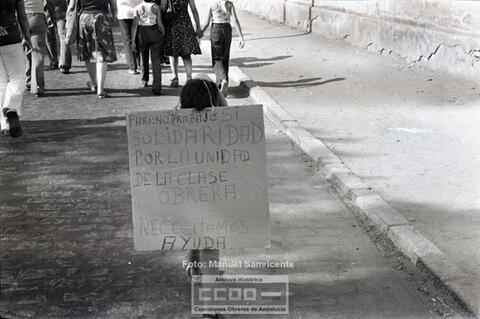 PARO:NO TRABAJO:SI
SOLIDARIDAD
POR LA UNIDAD
DE LA CLASE
OBRERA
NECECITAMOS
AYUDA
Foto: Manuel Sanvicente
Archivo Histórico
CCOO
Comisiones Obreras de Andalucía